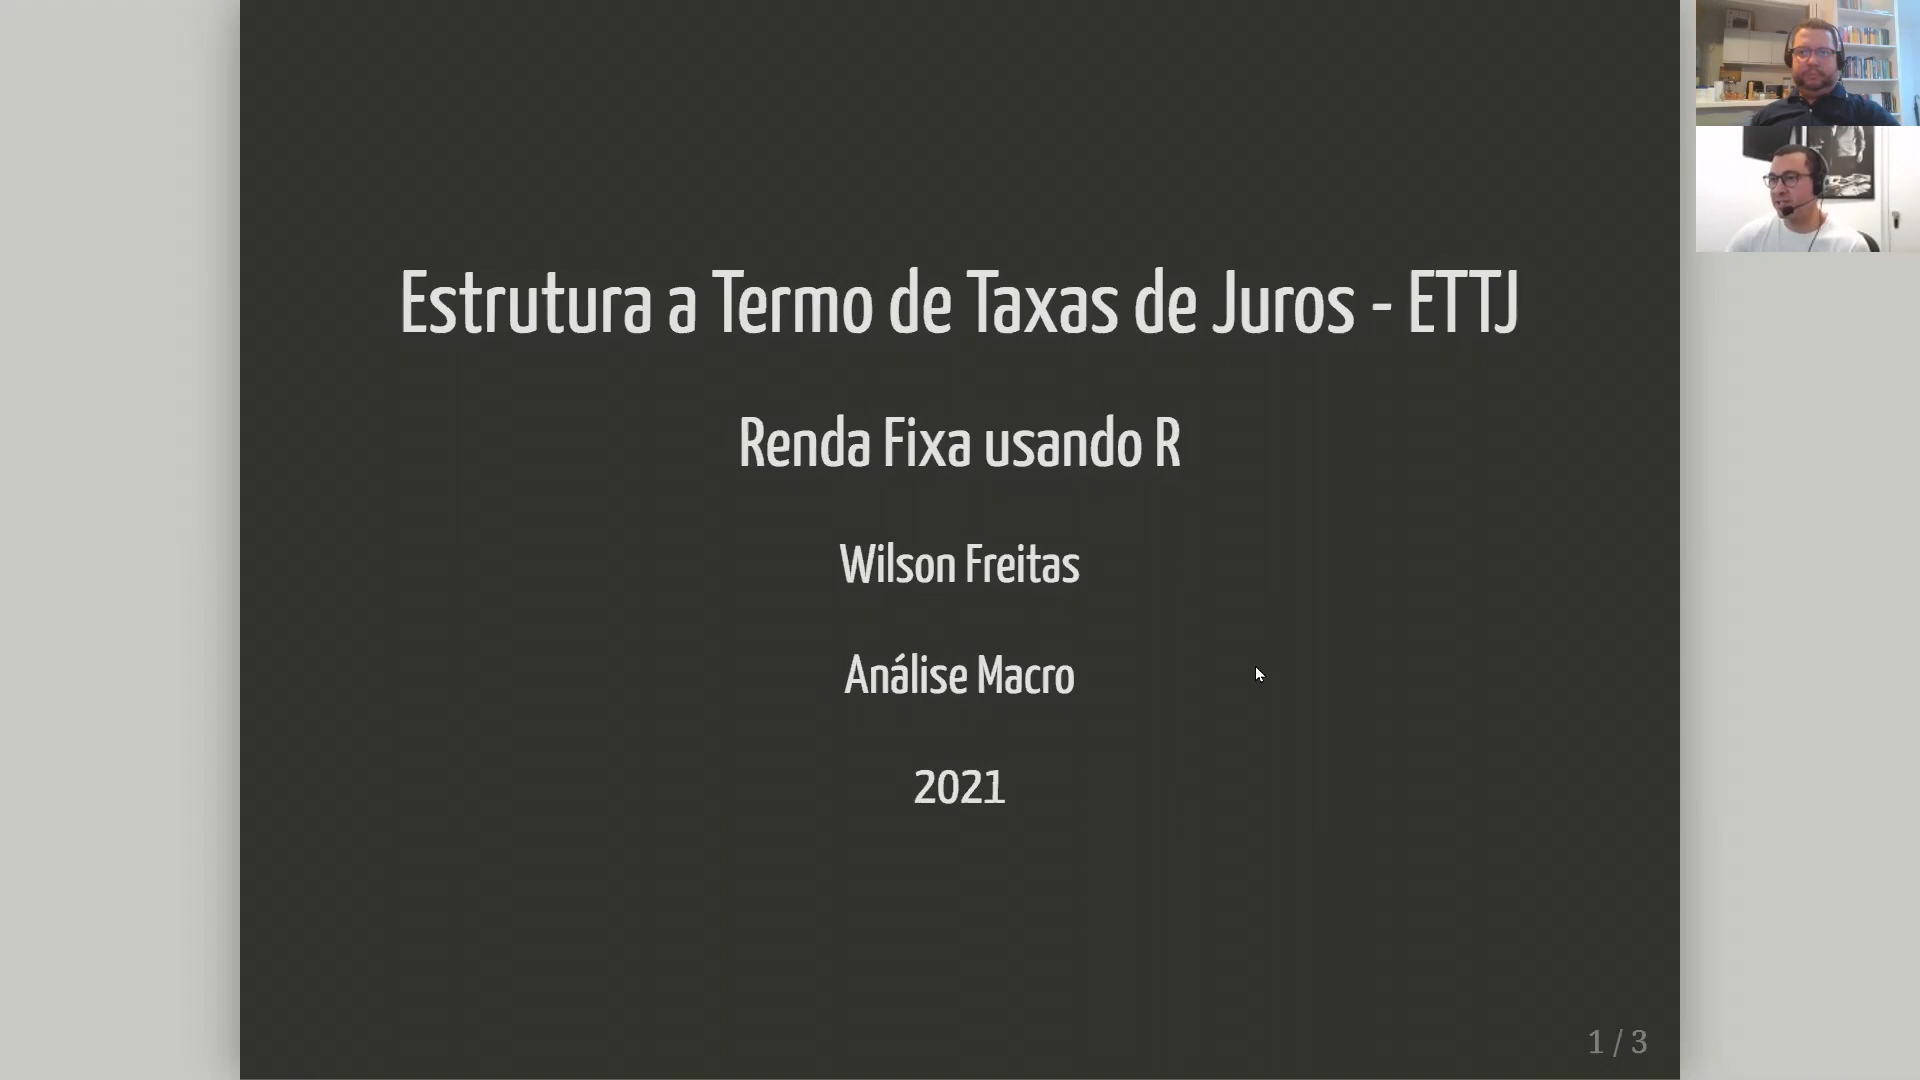 Estrutura a Termo de Taxas de Juros - ETTJ
Renda Fixa usando R
Wilson Freitas
Análise Macro
2021
1 / 3